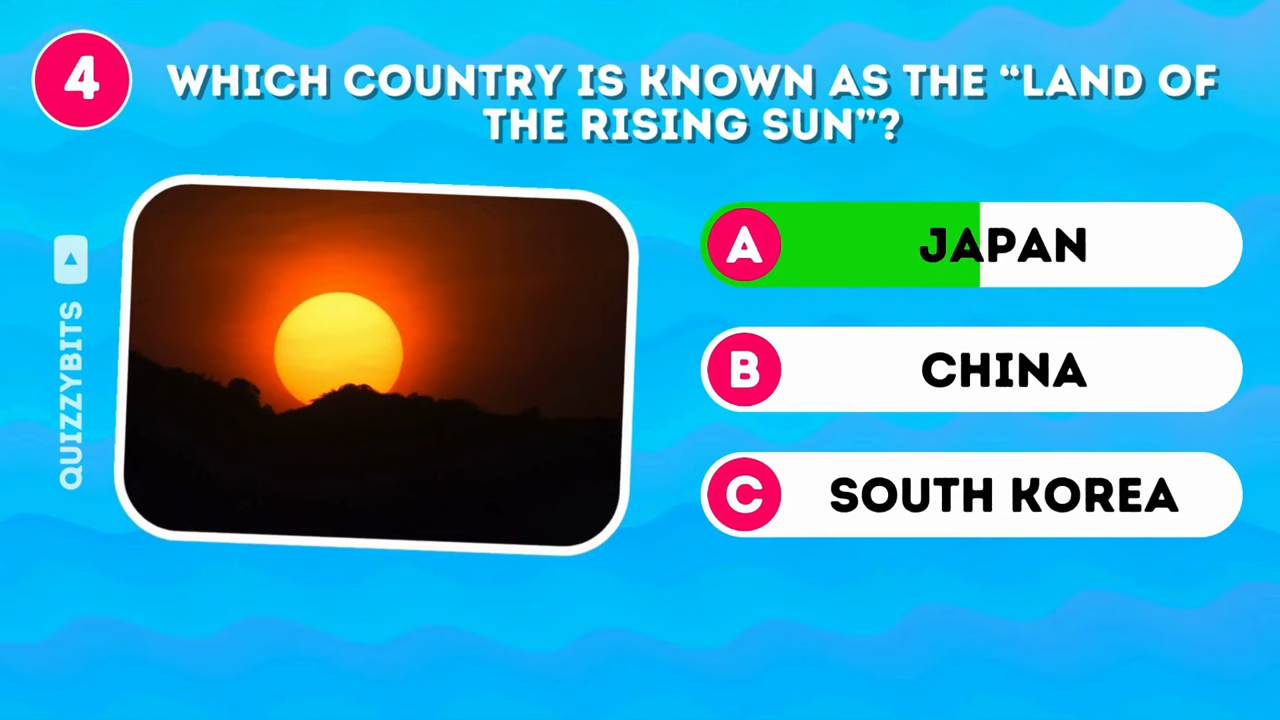 4
WHICH COUNTRY IS KNOWN AS THE “LAND OF
THE RISING SUN”?
QUIZZYBITS
A JAPAN
B CHINA
C SOUTH KOREA